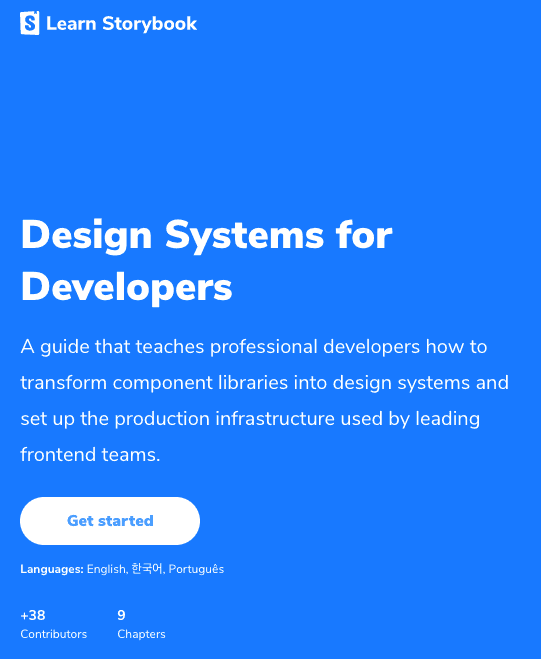 Learn Storybook
Design Systems for
Developers
A guide that teaches professional developers how to
transform component libraries into design systems and
set up the production infrastructure used by leading
frontend teams.
Get started
Languages: English, 한국어, Português
+38 9
Contributors Chapters